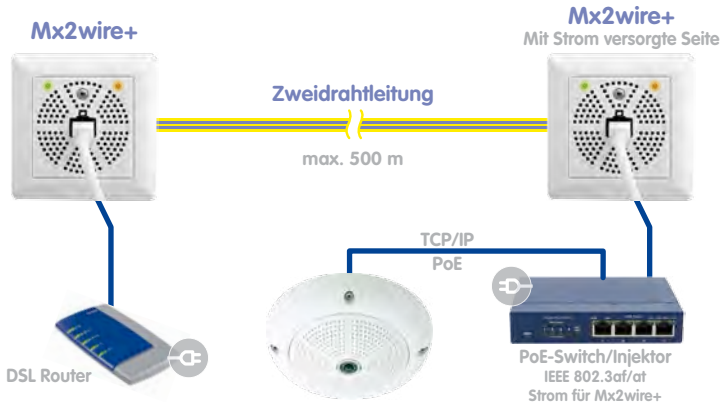 Mx2wire+
Mx2wire+
Mit Strom versorgte Seite
Zweidrahtleitung
max. 500 m
TCP/IP
PoE
DSL Router
PoE-Switch/Injektor
IEEE 802.3af/at
Strom für Mx2wire+